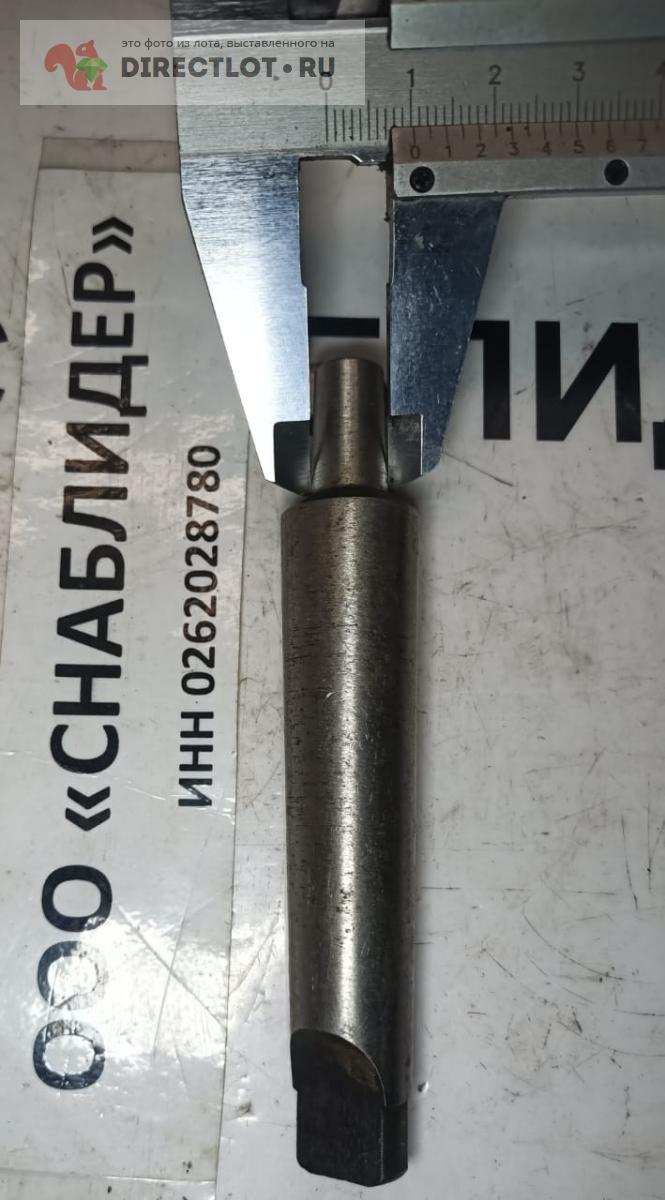 это фото из лота, выставленного на
DIRECTLOT.RU
0 1 2 3 4
0 1 2 3 4 5 6 7
ООО «СНАБЛИДЕР»
ИНН 0262028780